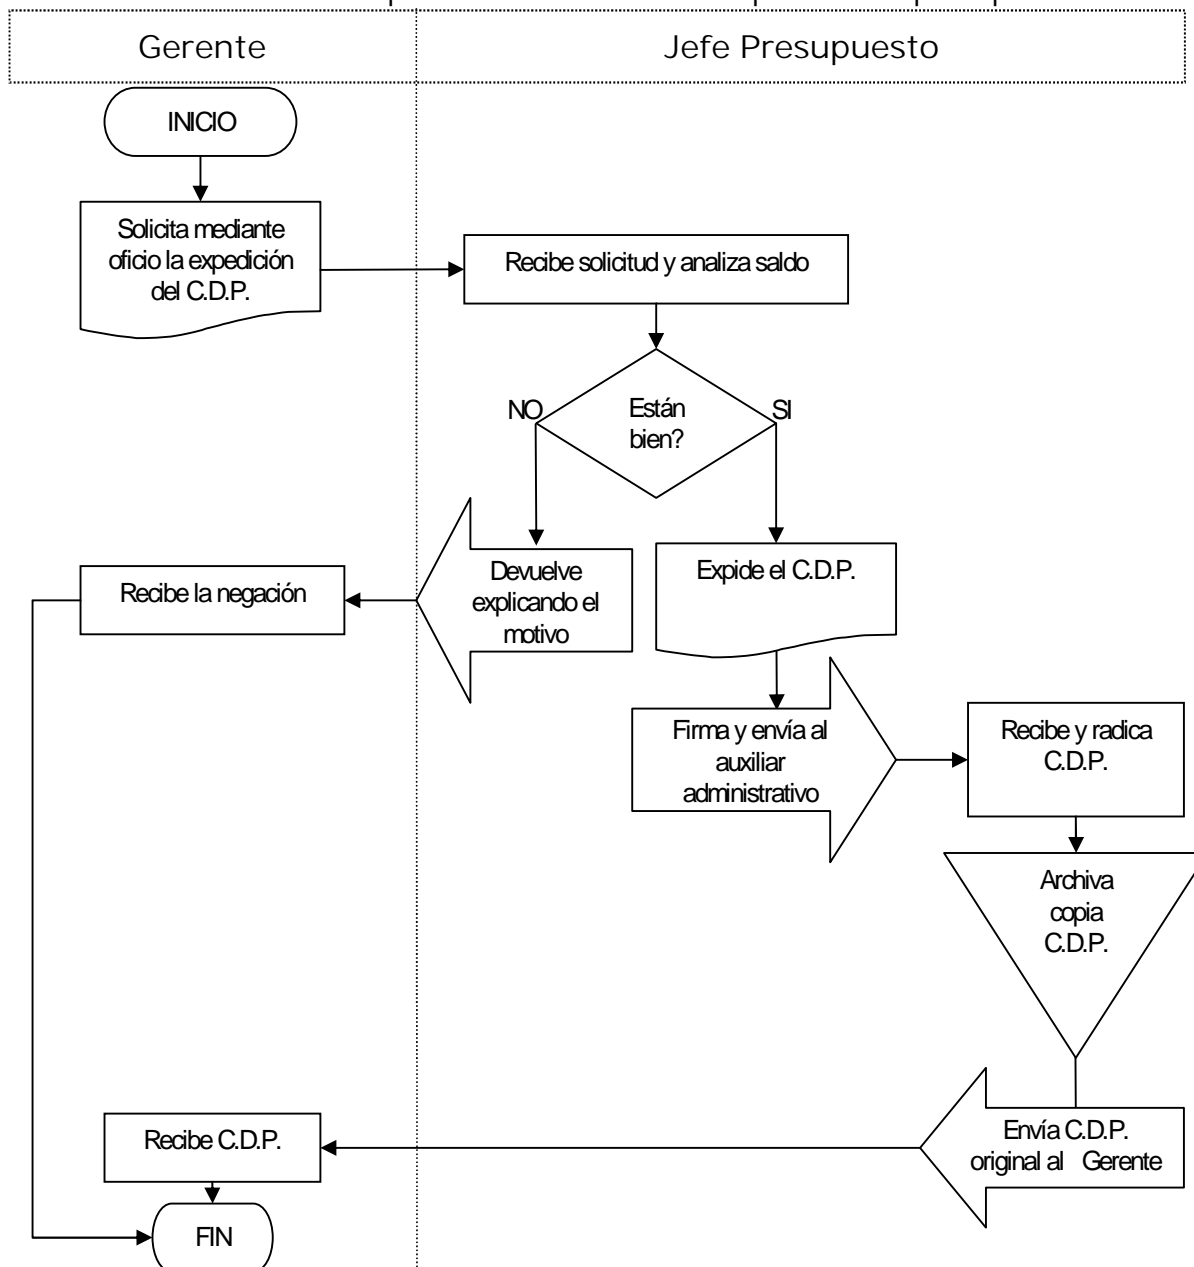 Gerente
Jefe Presupuesto
INICIO
Solicita mediante
oficio la expedición
del C.D.P.
Recibe solicitud y analiza saldo
NO
Están
bien?
SI
Devuelve
explicando el
motivo
Expide el C.D.P.
Recibe la negación
Firma y envía al
auxiliar
administrativo
Recibe y radica
C.D.P.
Archiva
copia
C.D.P.
Envía C.D.P.
original al Gerente
Recibe C.D.P.
FIN